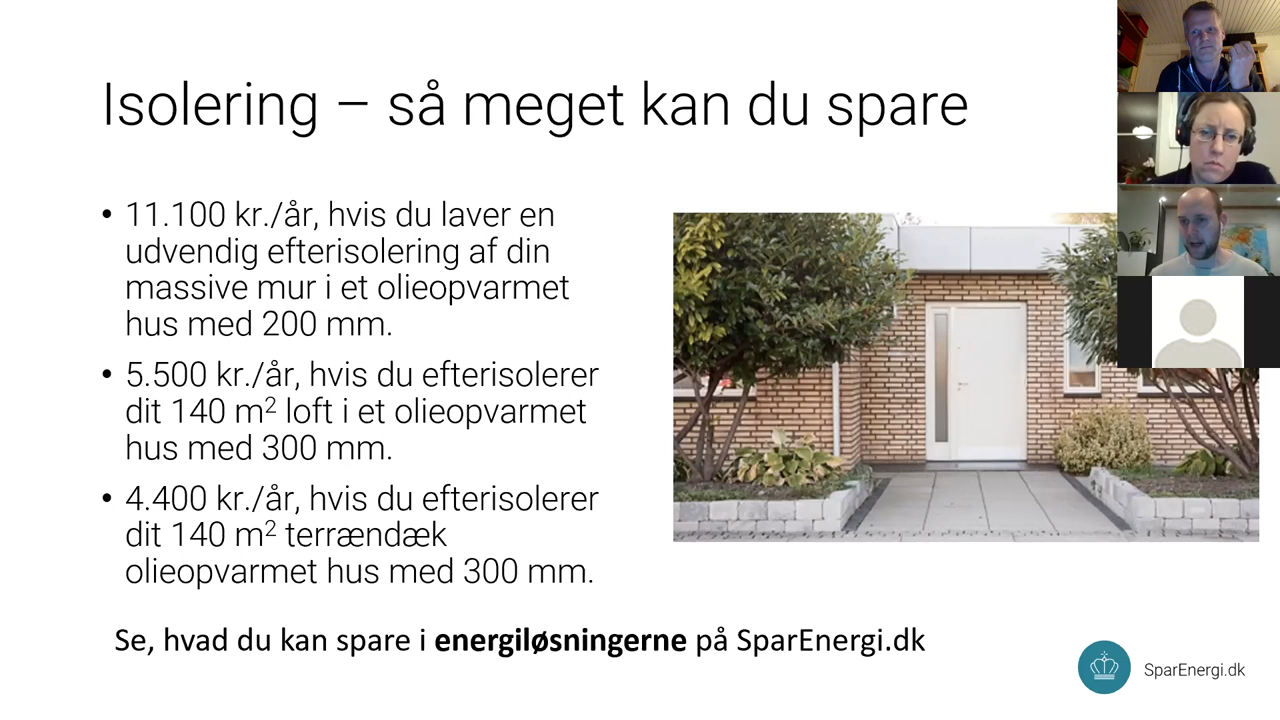 Isolering – så meget kan du spare
• 11.100 kr./år, hvis du laver en
udvendig efterisolering af din
massive mur i et olieopvarmet
hus med 200 mm.
• 5.500 kr./år, hvis du efterisolerer
dit 140 m² loft i et olieopvarmet
hus med 300 mm.
• 4.400 kr./år, hvis du efterisolerer
dit 140 m² terrændæk
olieopvarmet hus med 300 mm.
Se, hvad du kan spare i energiløsningerne på SparEnergi.dk
SparEnergi.dk